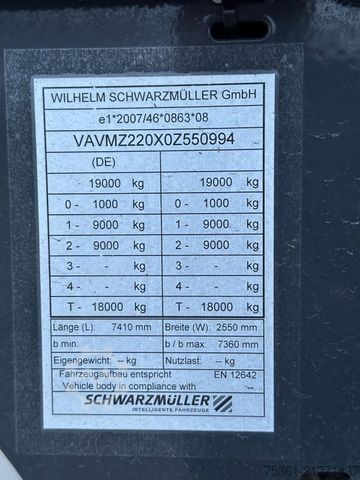 WILHELM SCHWARZMÜLLER GmbH
e1*2007/46*0863*08
VAVMZ220X0Z550994
(DE)
19000 kg 19000 kg
0 - 1000 kg 0 - 1000 kg
1 - 9000 kg 1 - 9000 kg
2 - 9000 kg 2 - 9000 kg
3 - - kg 3 - - kg
4 - - kg 4 - - kg
T - 18000 kg T - 18000 kg
Länge (L): 7410 mm Breite (W): 2550 mm
b min: b / b max: 7360 mm
Eigengewicht: -- kg Nutzlast: -- kg
Fahrzeugaufbau entspricht EN 12642
Vehicle body in compliance with --
SCHWARZMÜLLER
INTELLIGENTE FAHRZEUGE